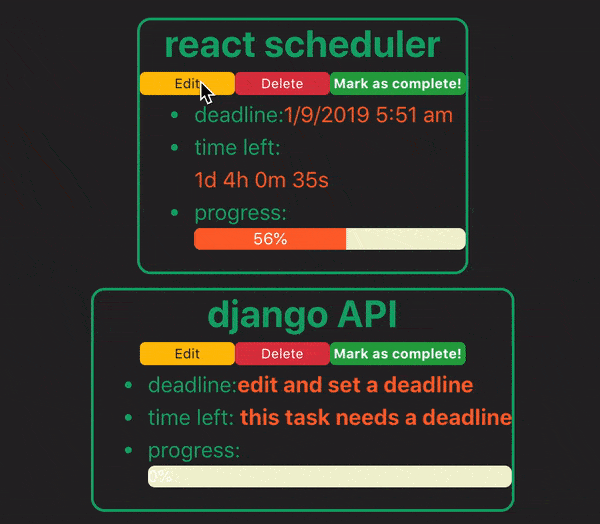 react scheduler
Edit Delete Mark as complete!
deadline:1/9/2019 5:51 am
time left:
1d 4h 0m 35s
progress:
56%
django API
Edit Delete Mark as complete!
deadline:edit and set a deadline
time left: this task needs a deadline
progress:
0%